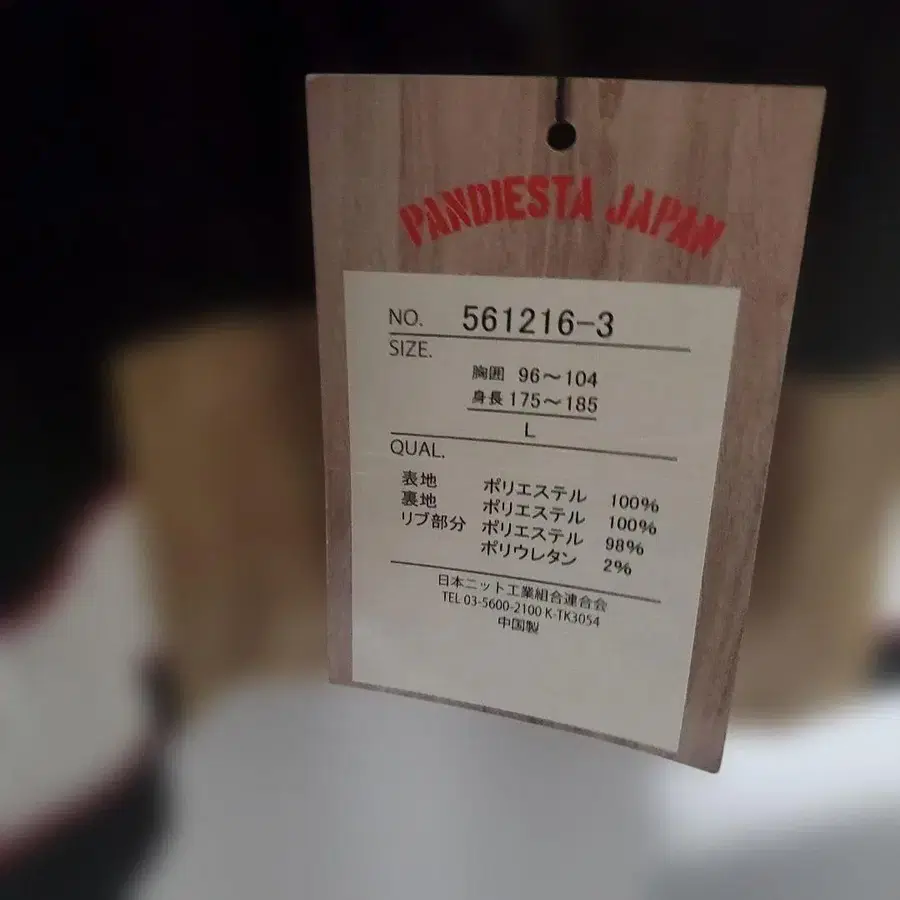 PANDIESTA JAPAN
NO. 561216-3
SIZE.
胸囲 96～104
身長 175～185
L
QUAL.
表地 ポリエステル 100%
裏地 ポリエステル 100%
リブ部分 ポリエステル 98%
ポリウレタン 2%
日本ニット工業組合連合会
TEL 03-5600-2100 K-TK3054
中国製